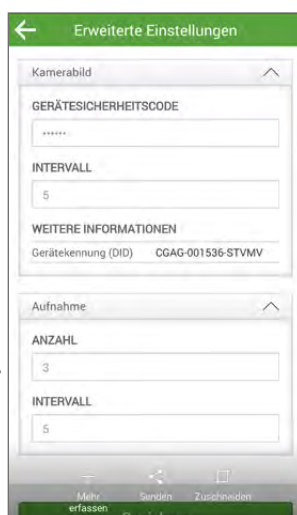 Erweiterte Einstellungen
Kamerabild
GERÄTESICHERHEITSCODE
••••••
INTERVALL
5
WEITERE INFORMATIONEN
Gerätekennung (DID) CGAG-001536-STVMV
Aufnahme
ANZAHL
3
INTERVALL
5
Mehr erfassen
Senden
Zuschneiden